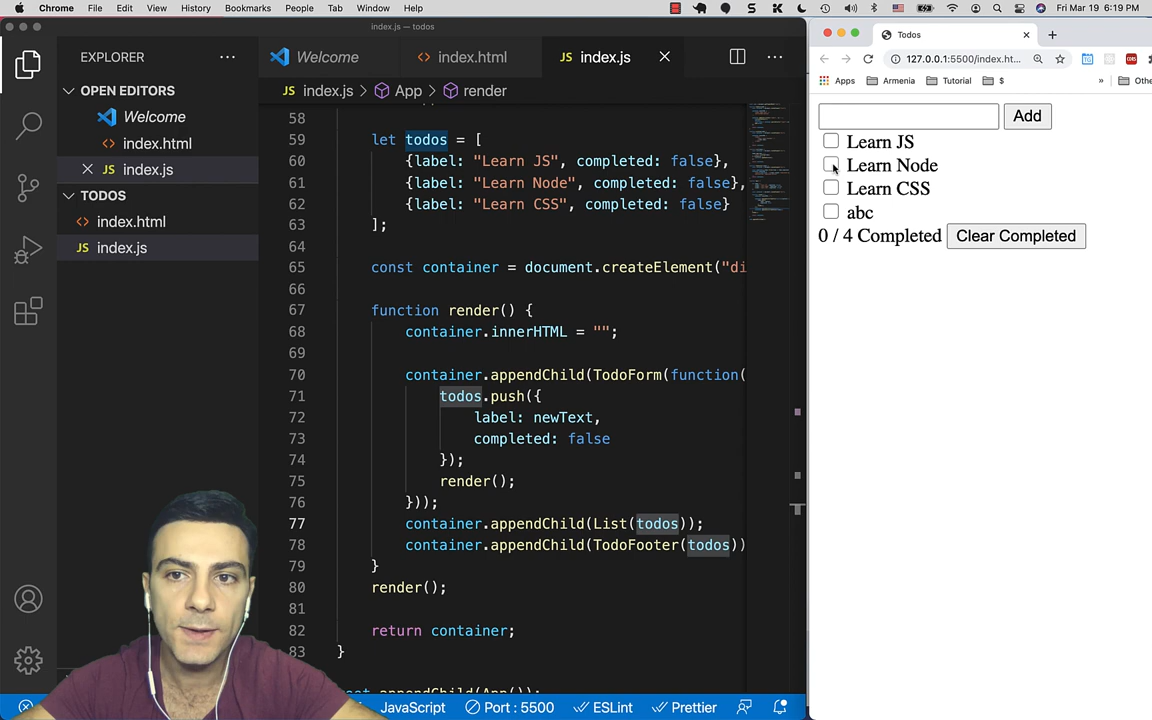 Chrome File Edit View History Bookmarks People Tab Window Help Fri Mar 19 6:19 PM
index.js — todos
EXPLORER
OPEN EDITORS
Welcome
index.html
index.js
TODOS
index.html
index.js
Welcome index.html JS index.js
JS index.js > App > render
58
59 let todos = [
60 {label: "Learn JS", completed: false},
61 {label: "Learn Node", completed: false},
62 {label: "Learn CSS", completed: false}
63 ];
64
65 const container = document.createElement("di
66
67 function render() {
68 container.innerHTML = "";
69
70 container.appendChild(TodoForm(function(
71 todos.push({
72 label: newText,
73 completed: false
74 });
75 render();
76 }));
77 container.appendChild(List(todos));
78 container.appendChild(TodoFooter(todos))
79 }
80 render();
81
82 return container;
83 }
.appendChild(App());
JavaScript Port : 5500 ESLint Prettier
Todos
127.0.0.1:5500/index.ht...
Apps Armenia Tutorial $ » Othe
Add
Learn JS
Learn Node
Learn CSS
abc
0 / 4 Completed Clear Completed